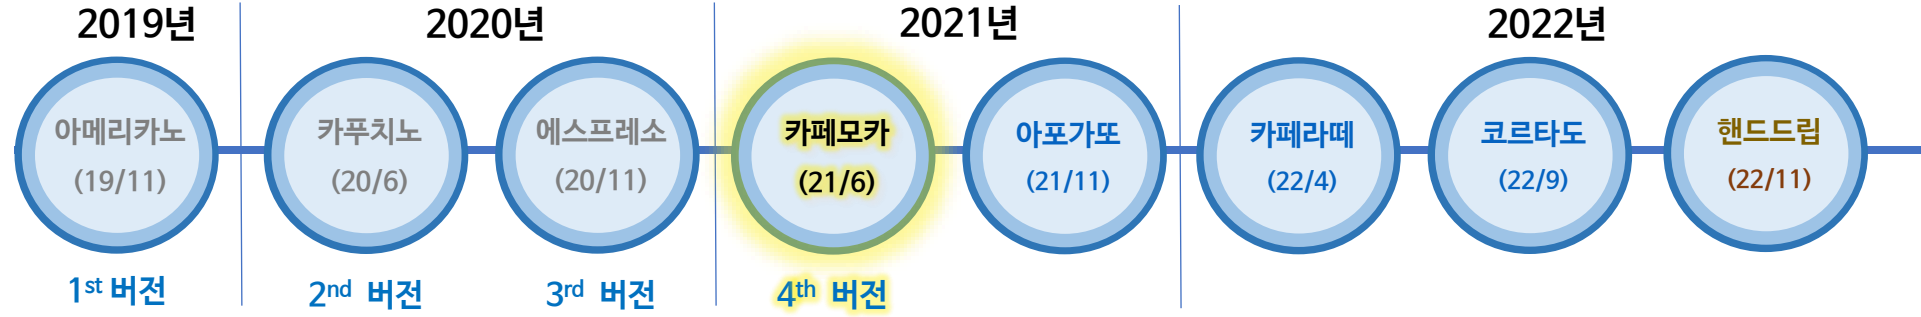 2019년
2020년
2021년
2022년
아메리카노
(19/11)
카푸치노
(20/6)
에스프레소
(20/11)
카페모카
(21/6)
아포가또
(21/11)
카페라떼
(22/4)
코르타도
(22/9)
핸드드립
(22/11)
1st 버전
2nd 버전
3rd 버전
4th 버전